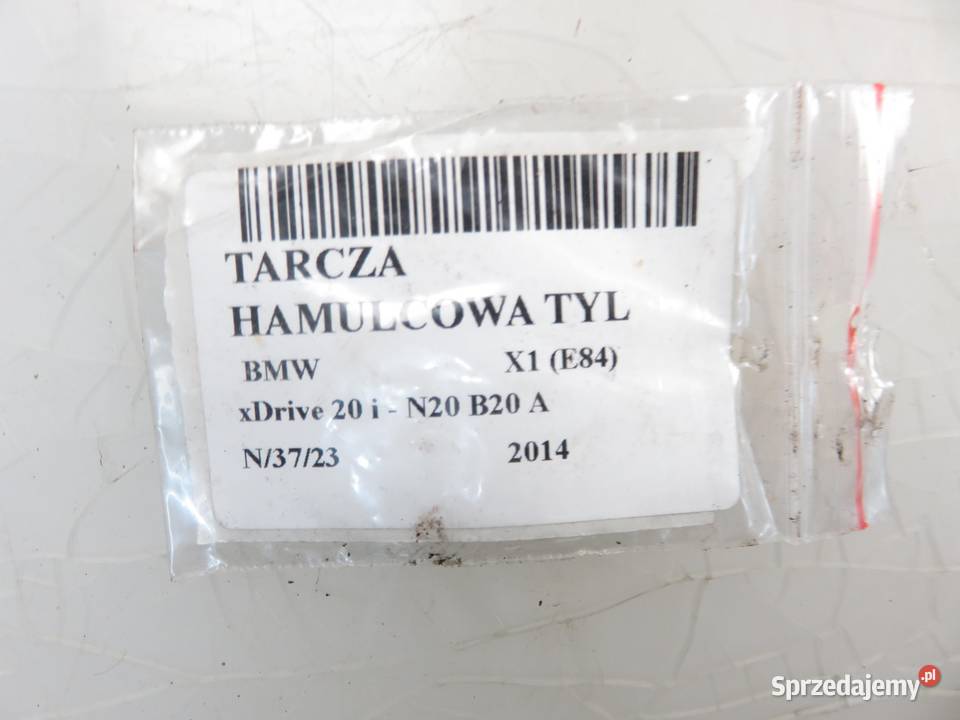 TARCZA
HAMULCOWA TYL
BMW X1 (E84)
xDrive 20 i - N20 B20 A
N/37/23 2014
Sprzedajemy.pl